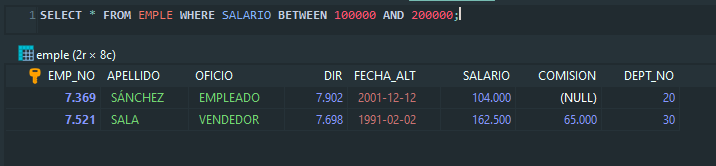 1 SELECT * FROM EMPLE WHERE SALARIO BETWEEN 100000 AND 200000;
emple (2r × 8c)
EMP_NO APELLIDO OFICIO DIR FECHA_ALT SALARIO COMISION DEPT_NO
7.369 SÁNCHEZ EMPLEADO 7.902 2001-12-12 104.000 (NULL) 20
7.521 SALA VENDEDOR 7.698 1991-02-02 162.500 65.000 30